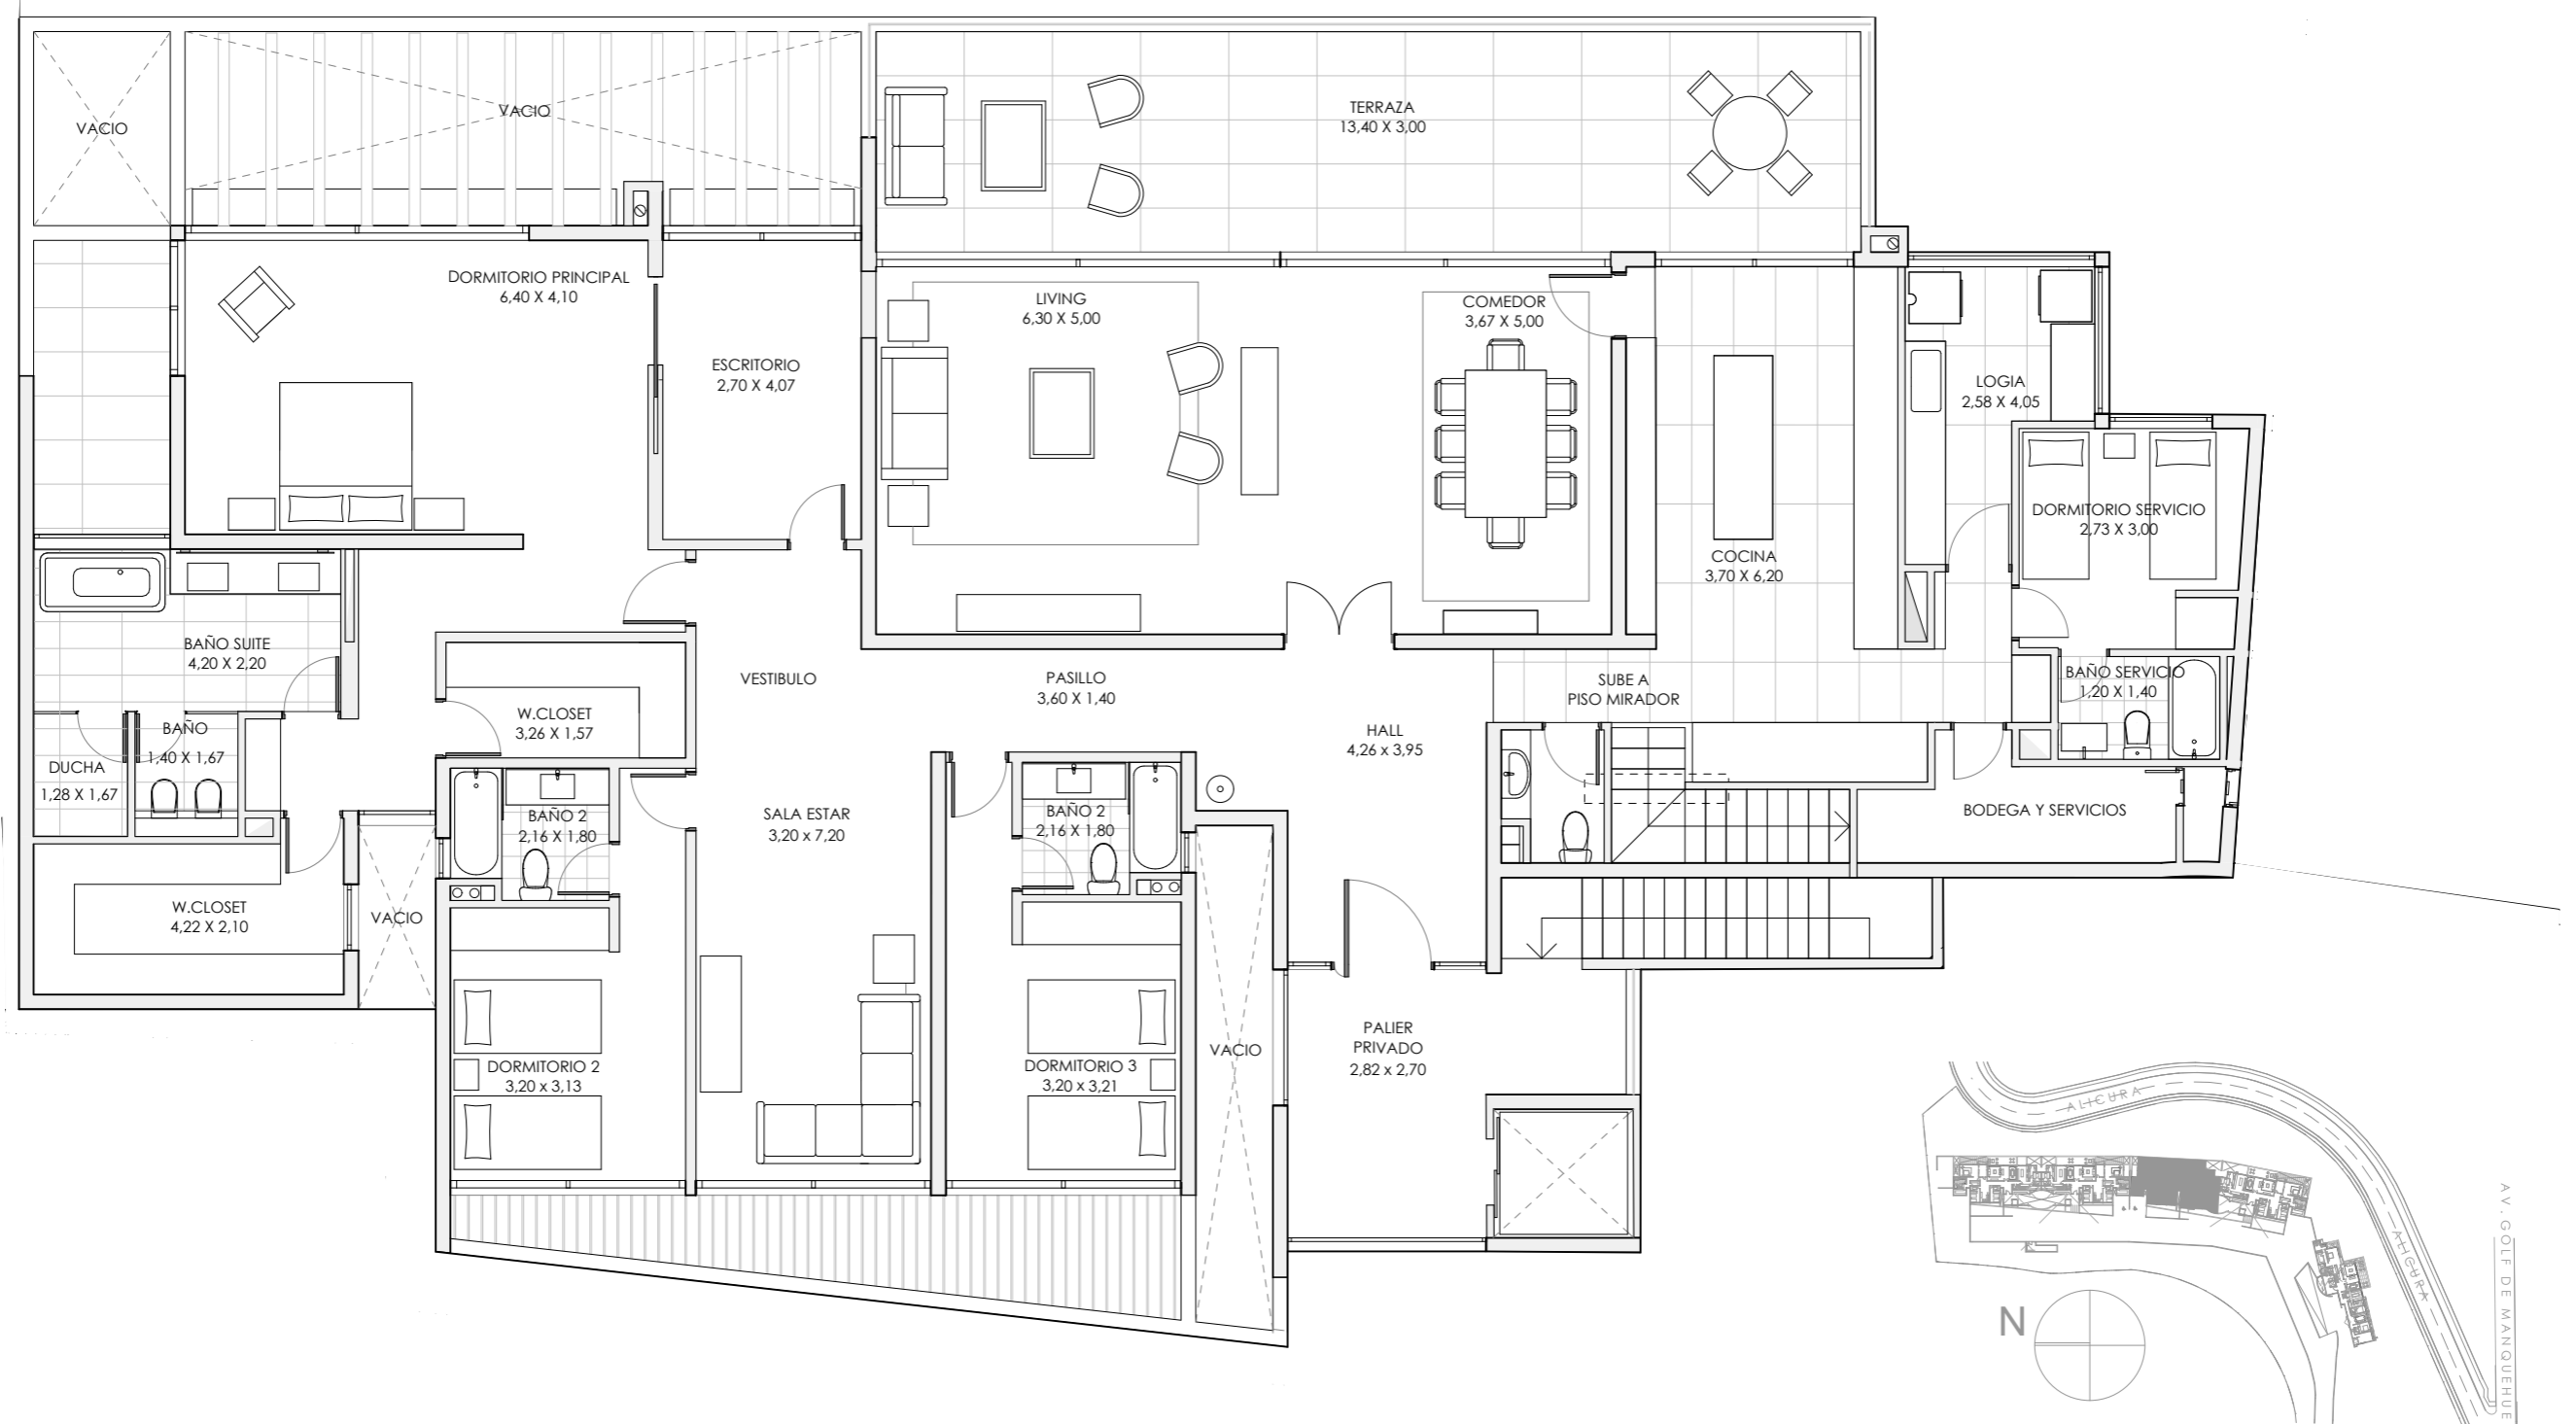 VACIO
VACIO
TERRAZA
13,40 X 3,00
DORMITORIO PRINCIPAL
6,40 X 4,10
LIVING
6,30 X 5,00
COMEDOR
3,67 X 5,00
ESCRITORIO
2,70 X 4,07
LOGIA
2,58 X 4,05
DORMITORIO SERVICIO
2,73 X 3,00
COCINA
3,70 X 6,20
BAÑO SUITE
4,20 X 2,20
VESTIBULO
PASILLO
3,60 X 1,40
SUBE A
PISO MIRADOR
BAÑO SERVICIO
1,20 X 1,40
W.CLOSET
3,26 X 1,57
HALL
4,26 x 3,95
BAÑO
1,40 X 1,67
DUCHA
1,28 X 1,67
BAÑO 2
2,16 X 1,80
SALA ESTAR
3,20 x 7,20
BAÑO 2
2,16 X 1,80
BODEGA Y SERVICIOS
W.CLOSET
4,22 X 2,10
VACIO
DORMITORIO 2
3,20 x 3,13
DORMITORIO 3
3,20 x 3,21
VACIO
PALIER
PRIVADO
2,82 x 2,70
ALICURA
ALICURA
AV. GOLF DE MANQUEHUE
N